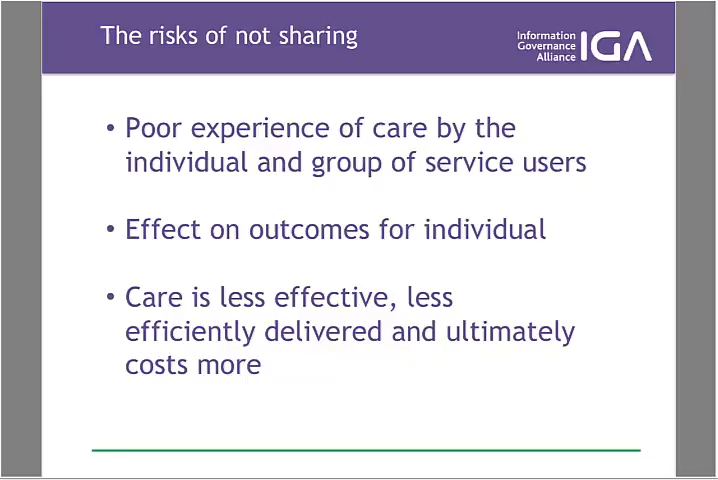 The risks of not sharing
Information
Governance
Alliance
IGA
• Poor experience of care by the
individual and group of service users
• Effect on outcomes for individual
• Care is less effective, less
efficiently delivered and ultimately
costs more